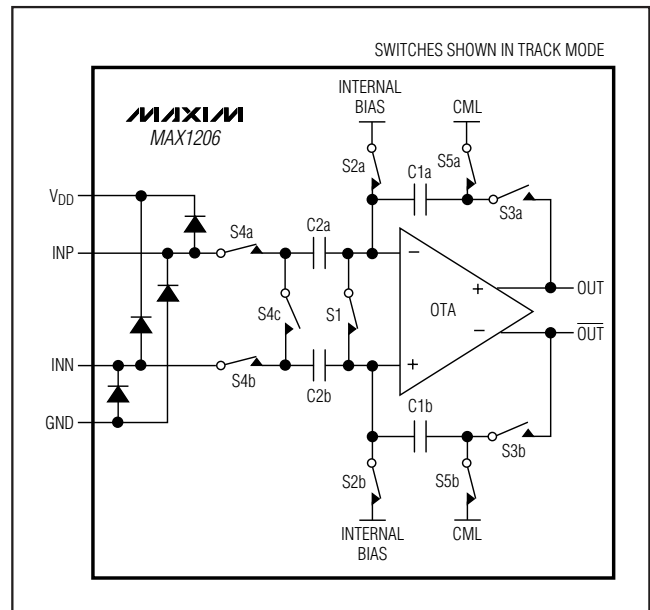 SWITCHES SHOWN IN TRACK MODE
INTERNAL
BIAS
CML
MAXIM
MAX1206
S2a
C1a
S5a
S3a
VDD
S4a
C2a
INP
S4c
S1
OTA
OUT
OUT
INN
S4b
C2b
C1b
GND
S2b
S5b
S3b
INTERNAL
BIAS
CML